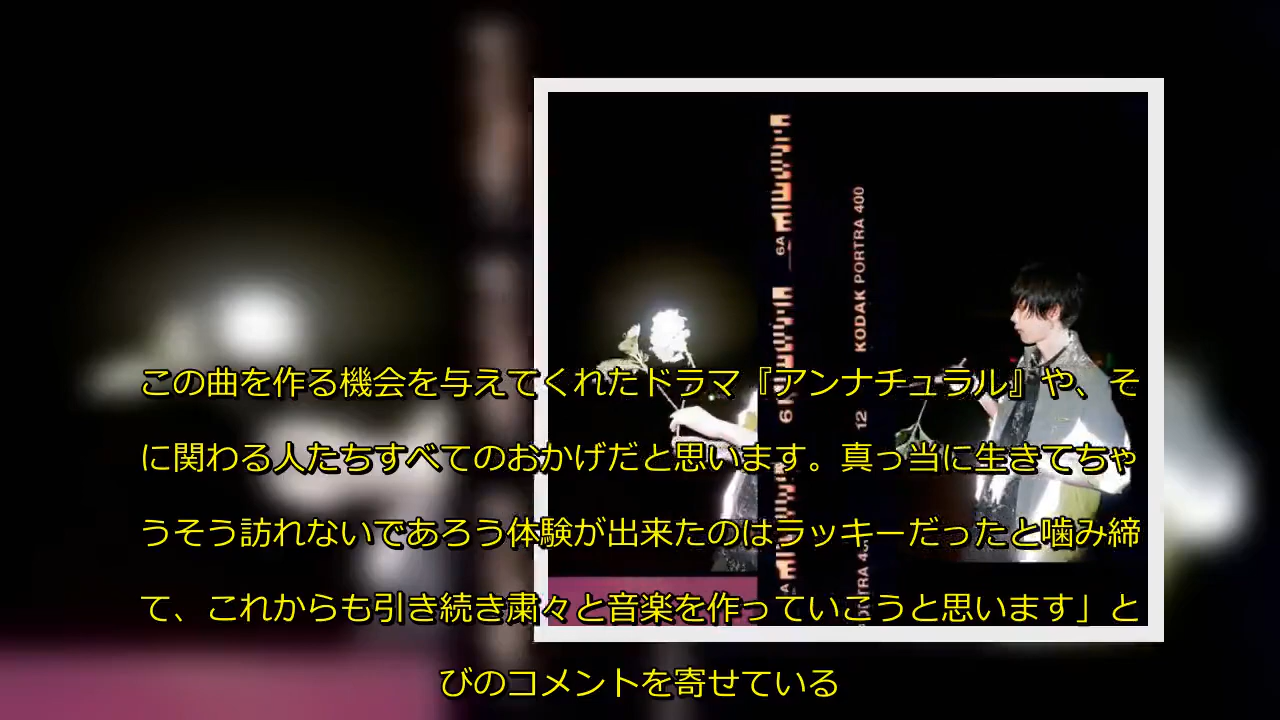 6A
KODAK PORTRA 400
12
この曲を作る機会を与えてくれたドラマ『アンナチュラル』や、そ
に関わる人たちすべてのおかげだと思います。真っ当に生きてちゃ
うそう訪れないであろう体験が出来たのはラッキーだったと噛み締
て、これからも引き続き粛々と音楽を作っていこうと思います」と
びのコメントを寄せている